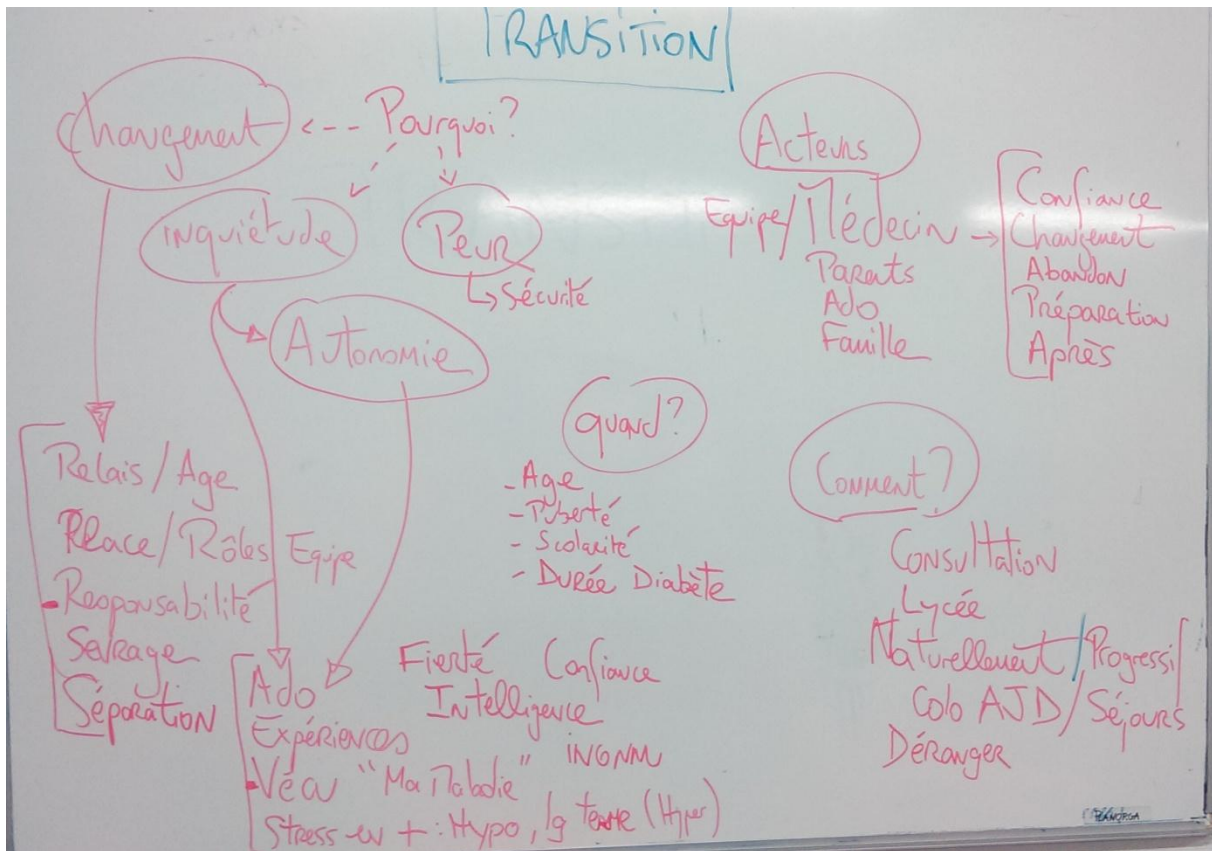 TRANSITION
Changement <-- Pourquoi?
inquiétude
Peur
↳ Sécurité
Autonomie
Relais / Age
Place / Rôles Equipe
- Responsabilité
Sevrage
Séparation
Ado
Expériences
- Vécu "Ma Maladie"
Stress en + : Hypo, lg terme (Hyper)
Fierté Confiance
Intelligence
quand?
- Age
- Puberté
- Scolarité
- Durée Diabète
Acteurs
Equipe / Médecin →
Parents
Ado
Famille
Confiance
Changement
Abandon
Préparation
Après
Comment?
Consultation
Lycée
Naturellement / Progressif
Colo AJD / Séjours
Déranger